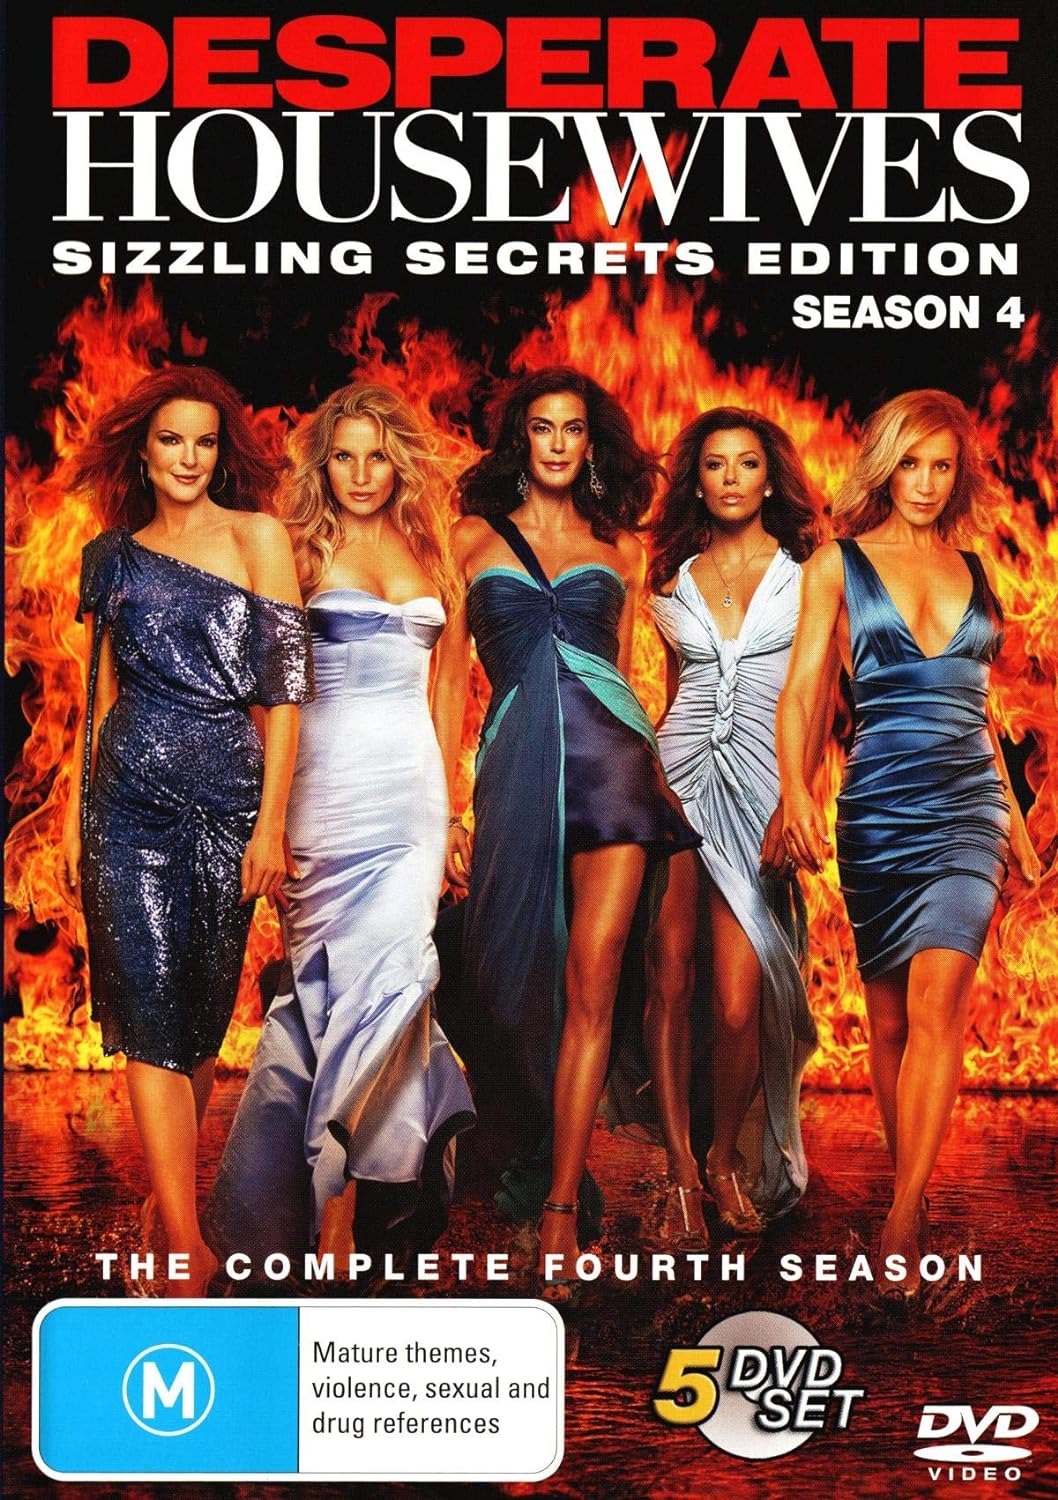 DESPERATE
HOUSEWIVES
SIZZLING SECRETS EDITION
SEASON 4
THE COMPLETE FOURTH SEASON
M
Mature themes,
violence, sexual and
drug references
5 DVD
SET
DVD
VIDEO